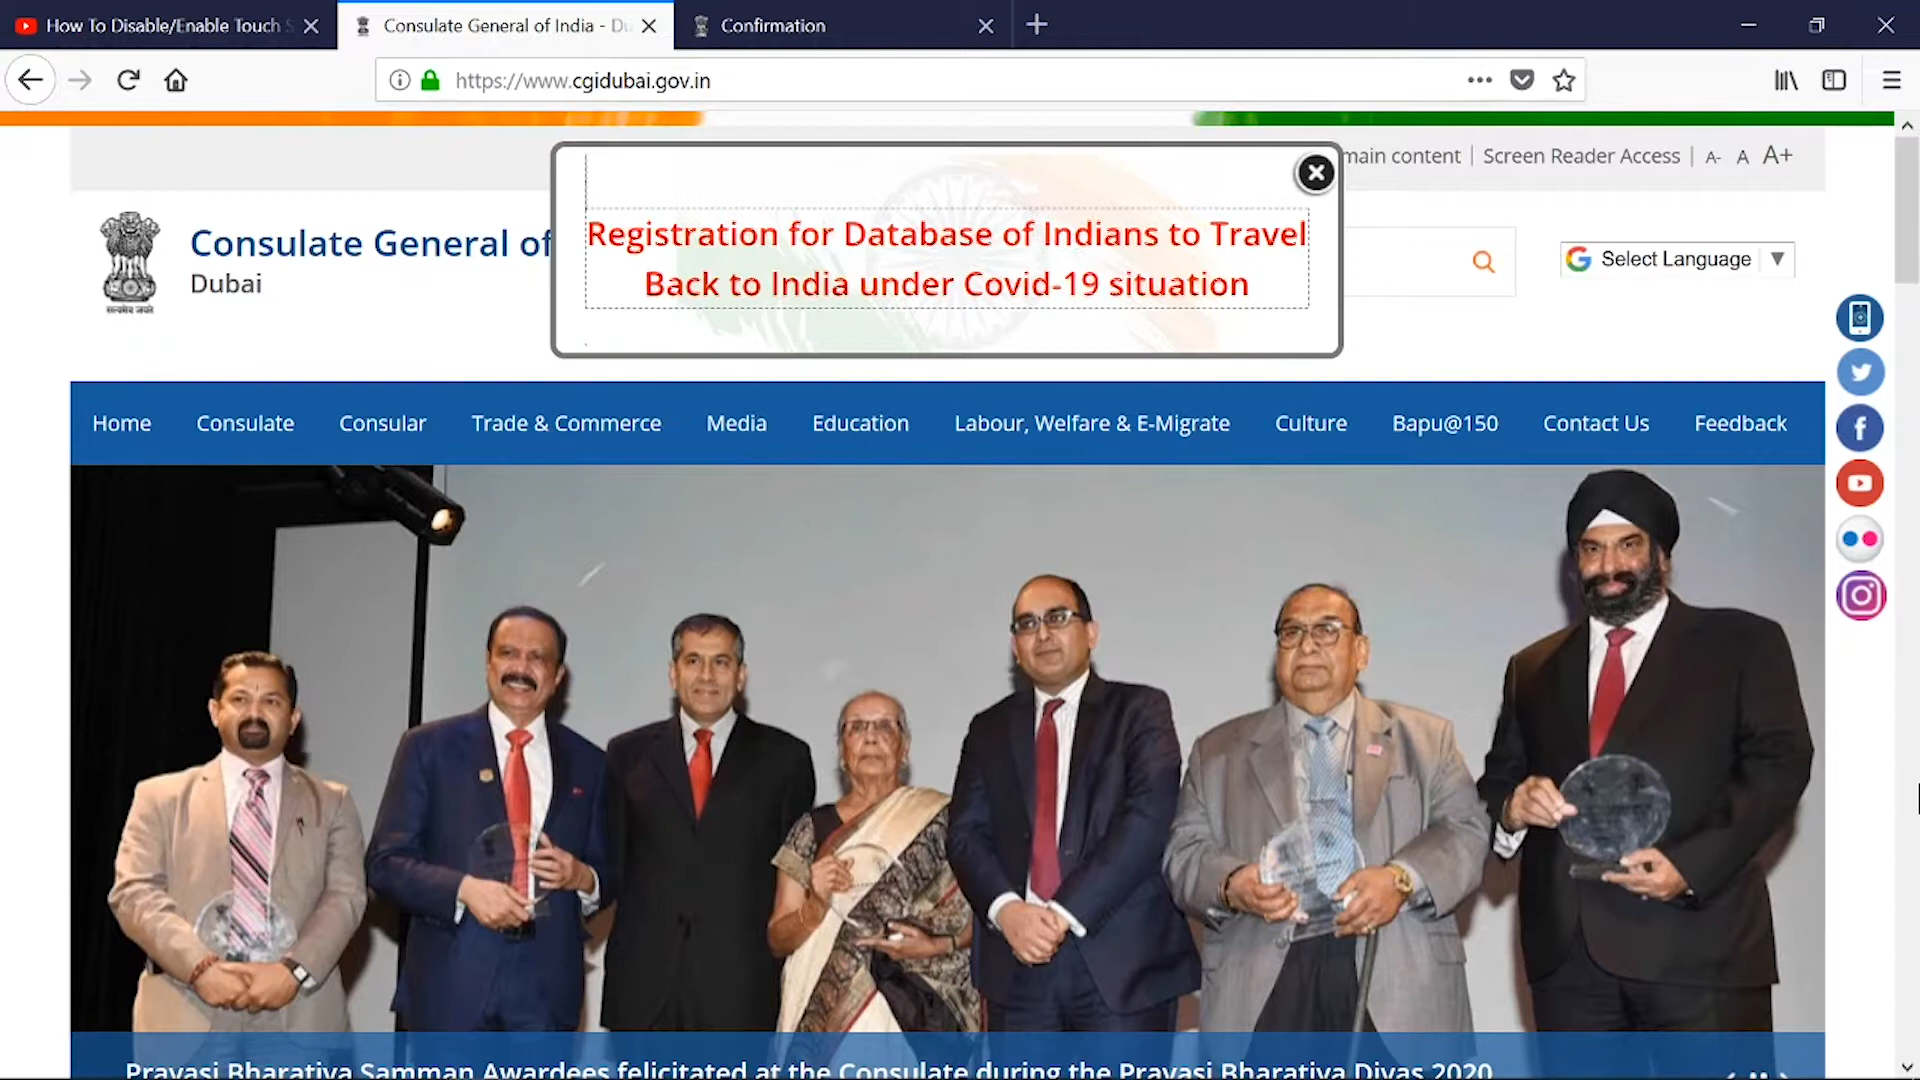 How To Disable/Enable Touch S
Consulate General of India - Du
Confirmation
https://www.cgidubai.gov.in
main content | Screen Reader Access | A- A A+
Consulate General of
Dubai
सत्यमेव जयते
Registration for Database of Indians to Travel
Back to India under Covid-19 situation
Select Language ▼
Home Consulate Consular Trade & Commerce Media Education Labour, Welfare & E-Migrate Culture Bapu@150 Contact Us Feedback
Pravasi Bharatiya Samman Awardees felicitated at the Consulate during the Pravasi Bharatiya Divas 2020